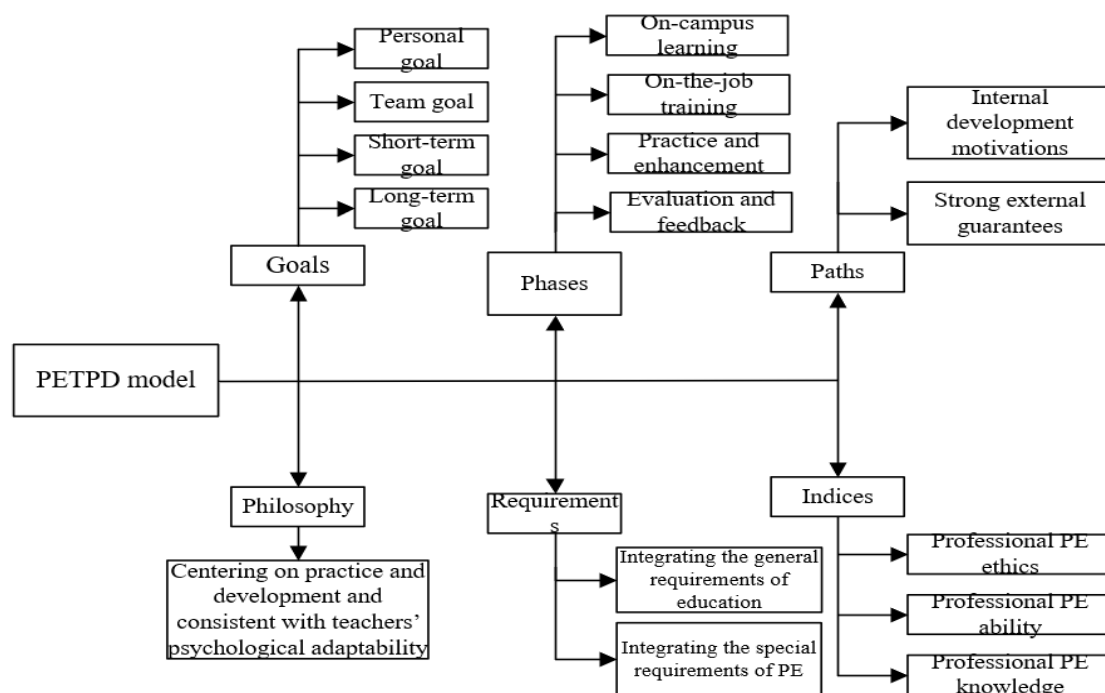 Personal
goal
Team goal
Short-term
goal
Long-term
goal
Goals
On-campus
learning
On-the-job
training
Practice and
enhancement
Evaluation and
feedback
Phases
Internal
development
motivations
Strong external
guarantees
Paths
PETPD model
Philosophy
Centering on practice and
development and
consistent with teachers’
psychological adaptability
Requirement
s
Integrating the general
requirements of
education
Integrating the special
requirements of PE
Indices
Professional PE
ethics
Professional PE
ability
Professional PE
knowledge